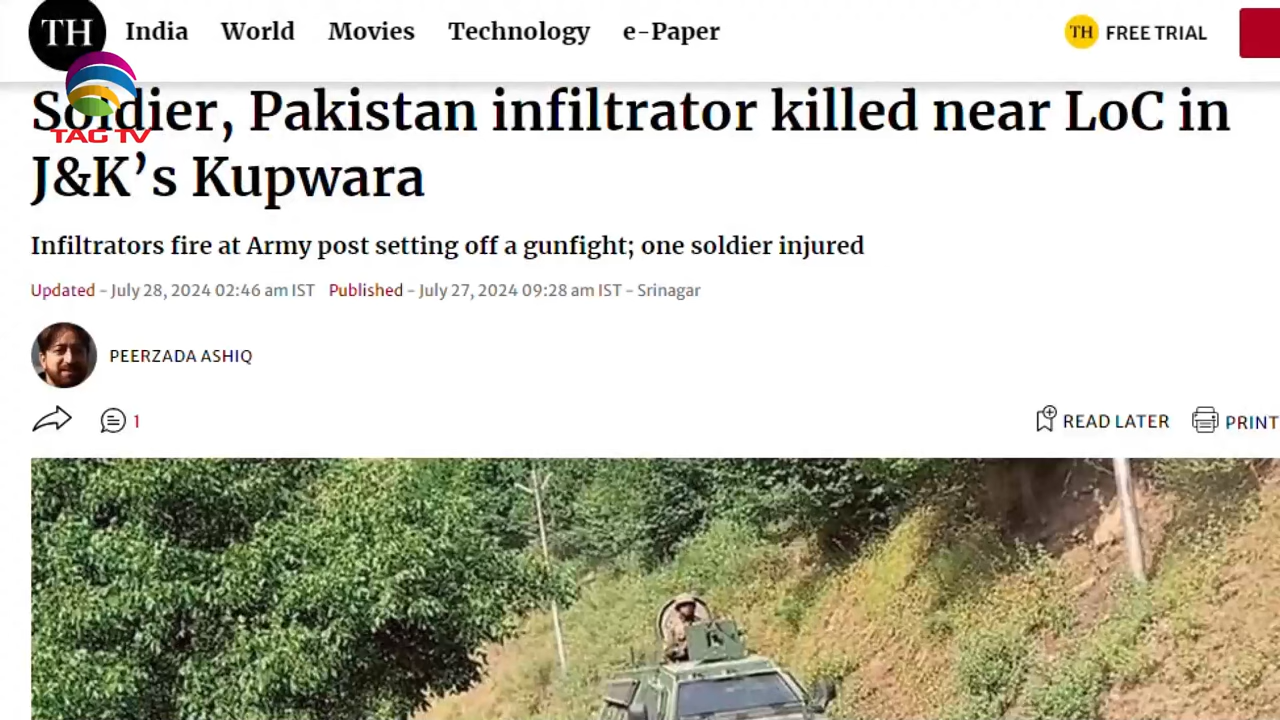 TH India World Movies Technology e-Paper TH FREE TRIAL
TAG TV
Soldier, Pakistan infiltrator killed near LoC in
J&K’s Kupwara
Infiltrators fire at Army post setting off a gunfight; one soldier injured
Updated - July 28, 2024 02:46 am IST Published - July 27, 2024 09:28 am IST - Srinagar
PEERZADA ASHIQ
1 READ LATER PRINT